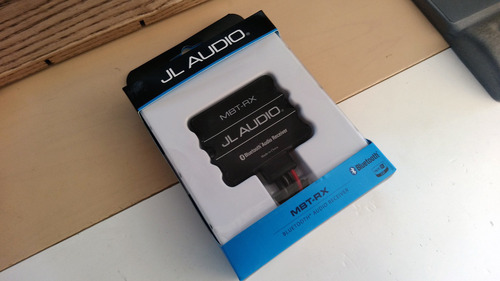 JL AUDIO®
MBT-RX
JL AUDIO®
Bluetooth Audio Receiver
MBT-RX
BLUETOOTH® AUDIO RECEIVER
Bluetooth®